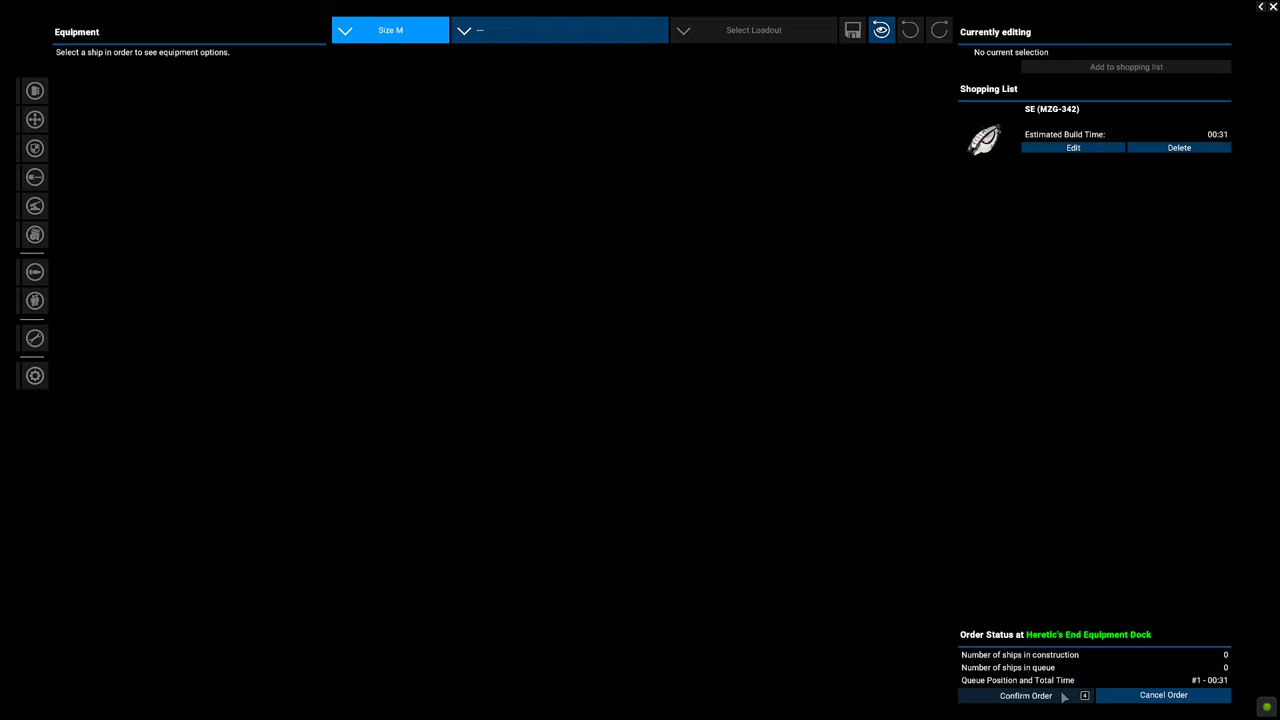 Equipment
Select a ship in order to see equipment options.
Size M
—
Select Loadout
Currently editing
No current selection
Add to shopping list
Shopping List
SE (MZG-342)
Estimated Build Time: 00:31
Edit Delete
Order Status at Heretic's End Equipment Dock
Number of ships in construction 0
Number of ships in queue 0
Queue Position and Total Time #1 - 00:31
Confirm Order 4 Cancel Order